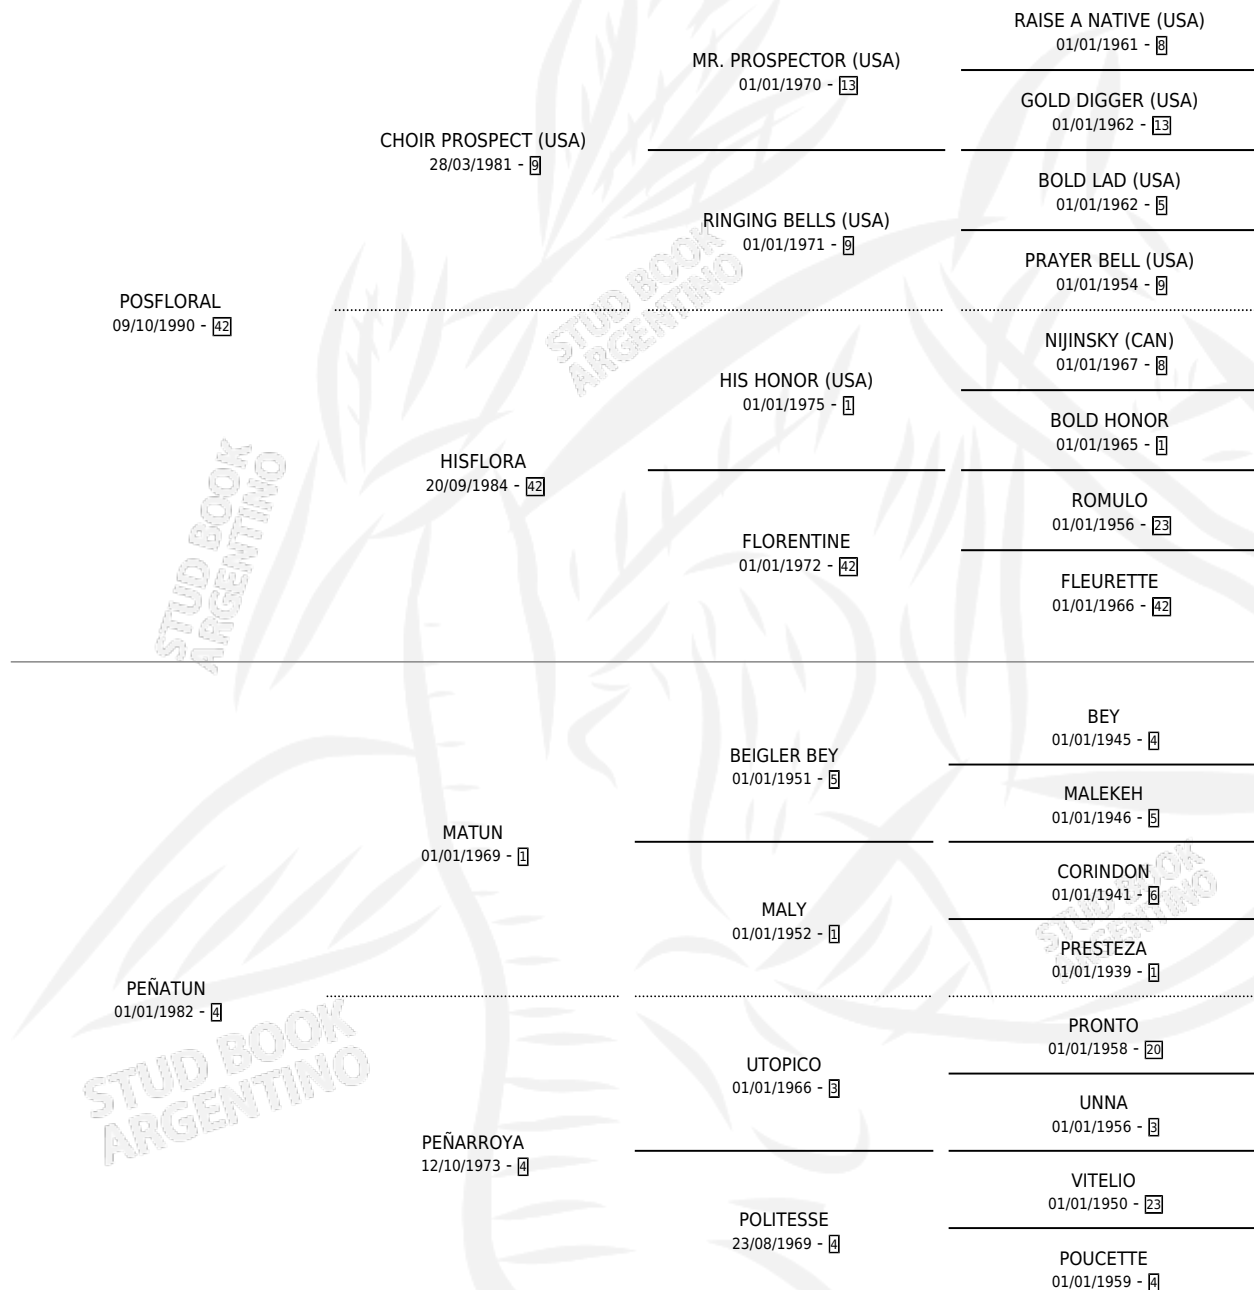 RAISE A NATIVE (USA)
01/01/1961 - 8
MR. PROSPECTOR (USA)
01/01/1970 - 13
GOLD DIGGER (USA)
01/01/1962 - 13
CHOIR PROSPECT (USA)
28/03/1981 - 9
BOLD LAD (USA)
01/01/1962 - 5
RINGING BELLS (USA)
01/01/1971 - 9
PRAYER BELL (USA)
01/01/1954 - 9
POSFLORAL
09/10/1990 - 42
NIJINSKY (CAN)
01/01/1967 - 8
HIS HONOR (USA)
01/01/1975 - 1
BOLD HONOR
01/01/1965 - 1
HISFLORA
20/09/1984 - 42
ROMULO
01/01/1956 - 23
FLORENTINE
01/01/1972 - 42
FLEURETTE
01/01/1966 - 42
BEY
01/01/1945 - 4
BEIGLER BEY
01/01/1951 - 5
MALEKEH
01/01/1946 - 5
MATUN
01/01/1969 - 1
CORINDON
01/01/1941 - 6
MALY
01/01/1952 - 1
PRESTEZA
01/01/1939 - 1
PEÑATUN
01/01/1982 - 4
PRONTO
01/01/1958 - 20
UTOPICO
01/01/1966 - 3
UNNA
01/01/1956 - 3
PEÑARROYA
12/10/1973 - 4
VITELIO
01/01/1950 - 23
POLITESSE
23/08/1969 - 4
POUCETTE
01/01/1959 - 4
STUD BOOK
ARGENTINO
STUD BOOK
ARGENTINO
STUD BOOK
ARGENTINO
STUD BOOK
ARGENTINO